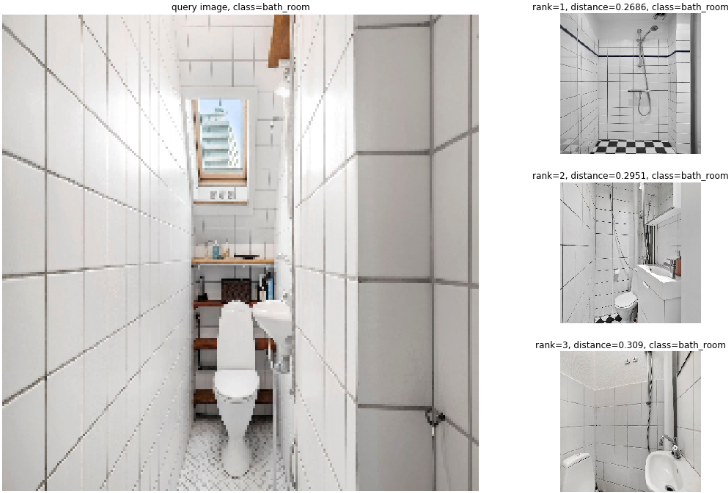 query image, class=bath_room
rank=1, distance=0.2686, class=bath_room
rank=2, distance=0.2951, class=bath_room
rank=3, distance=0.309, class=bath_room